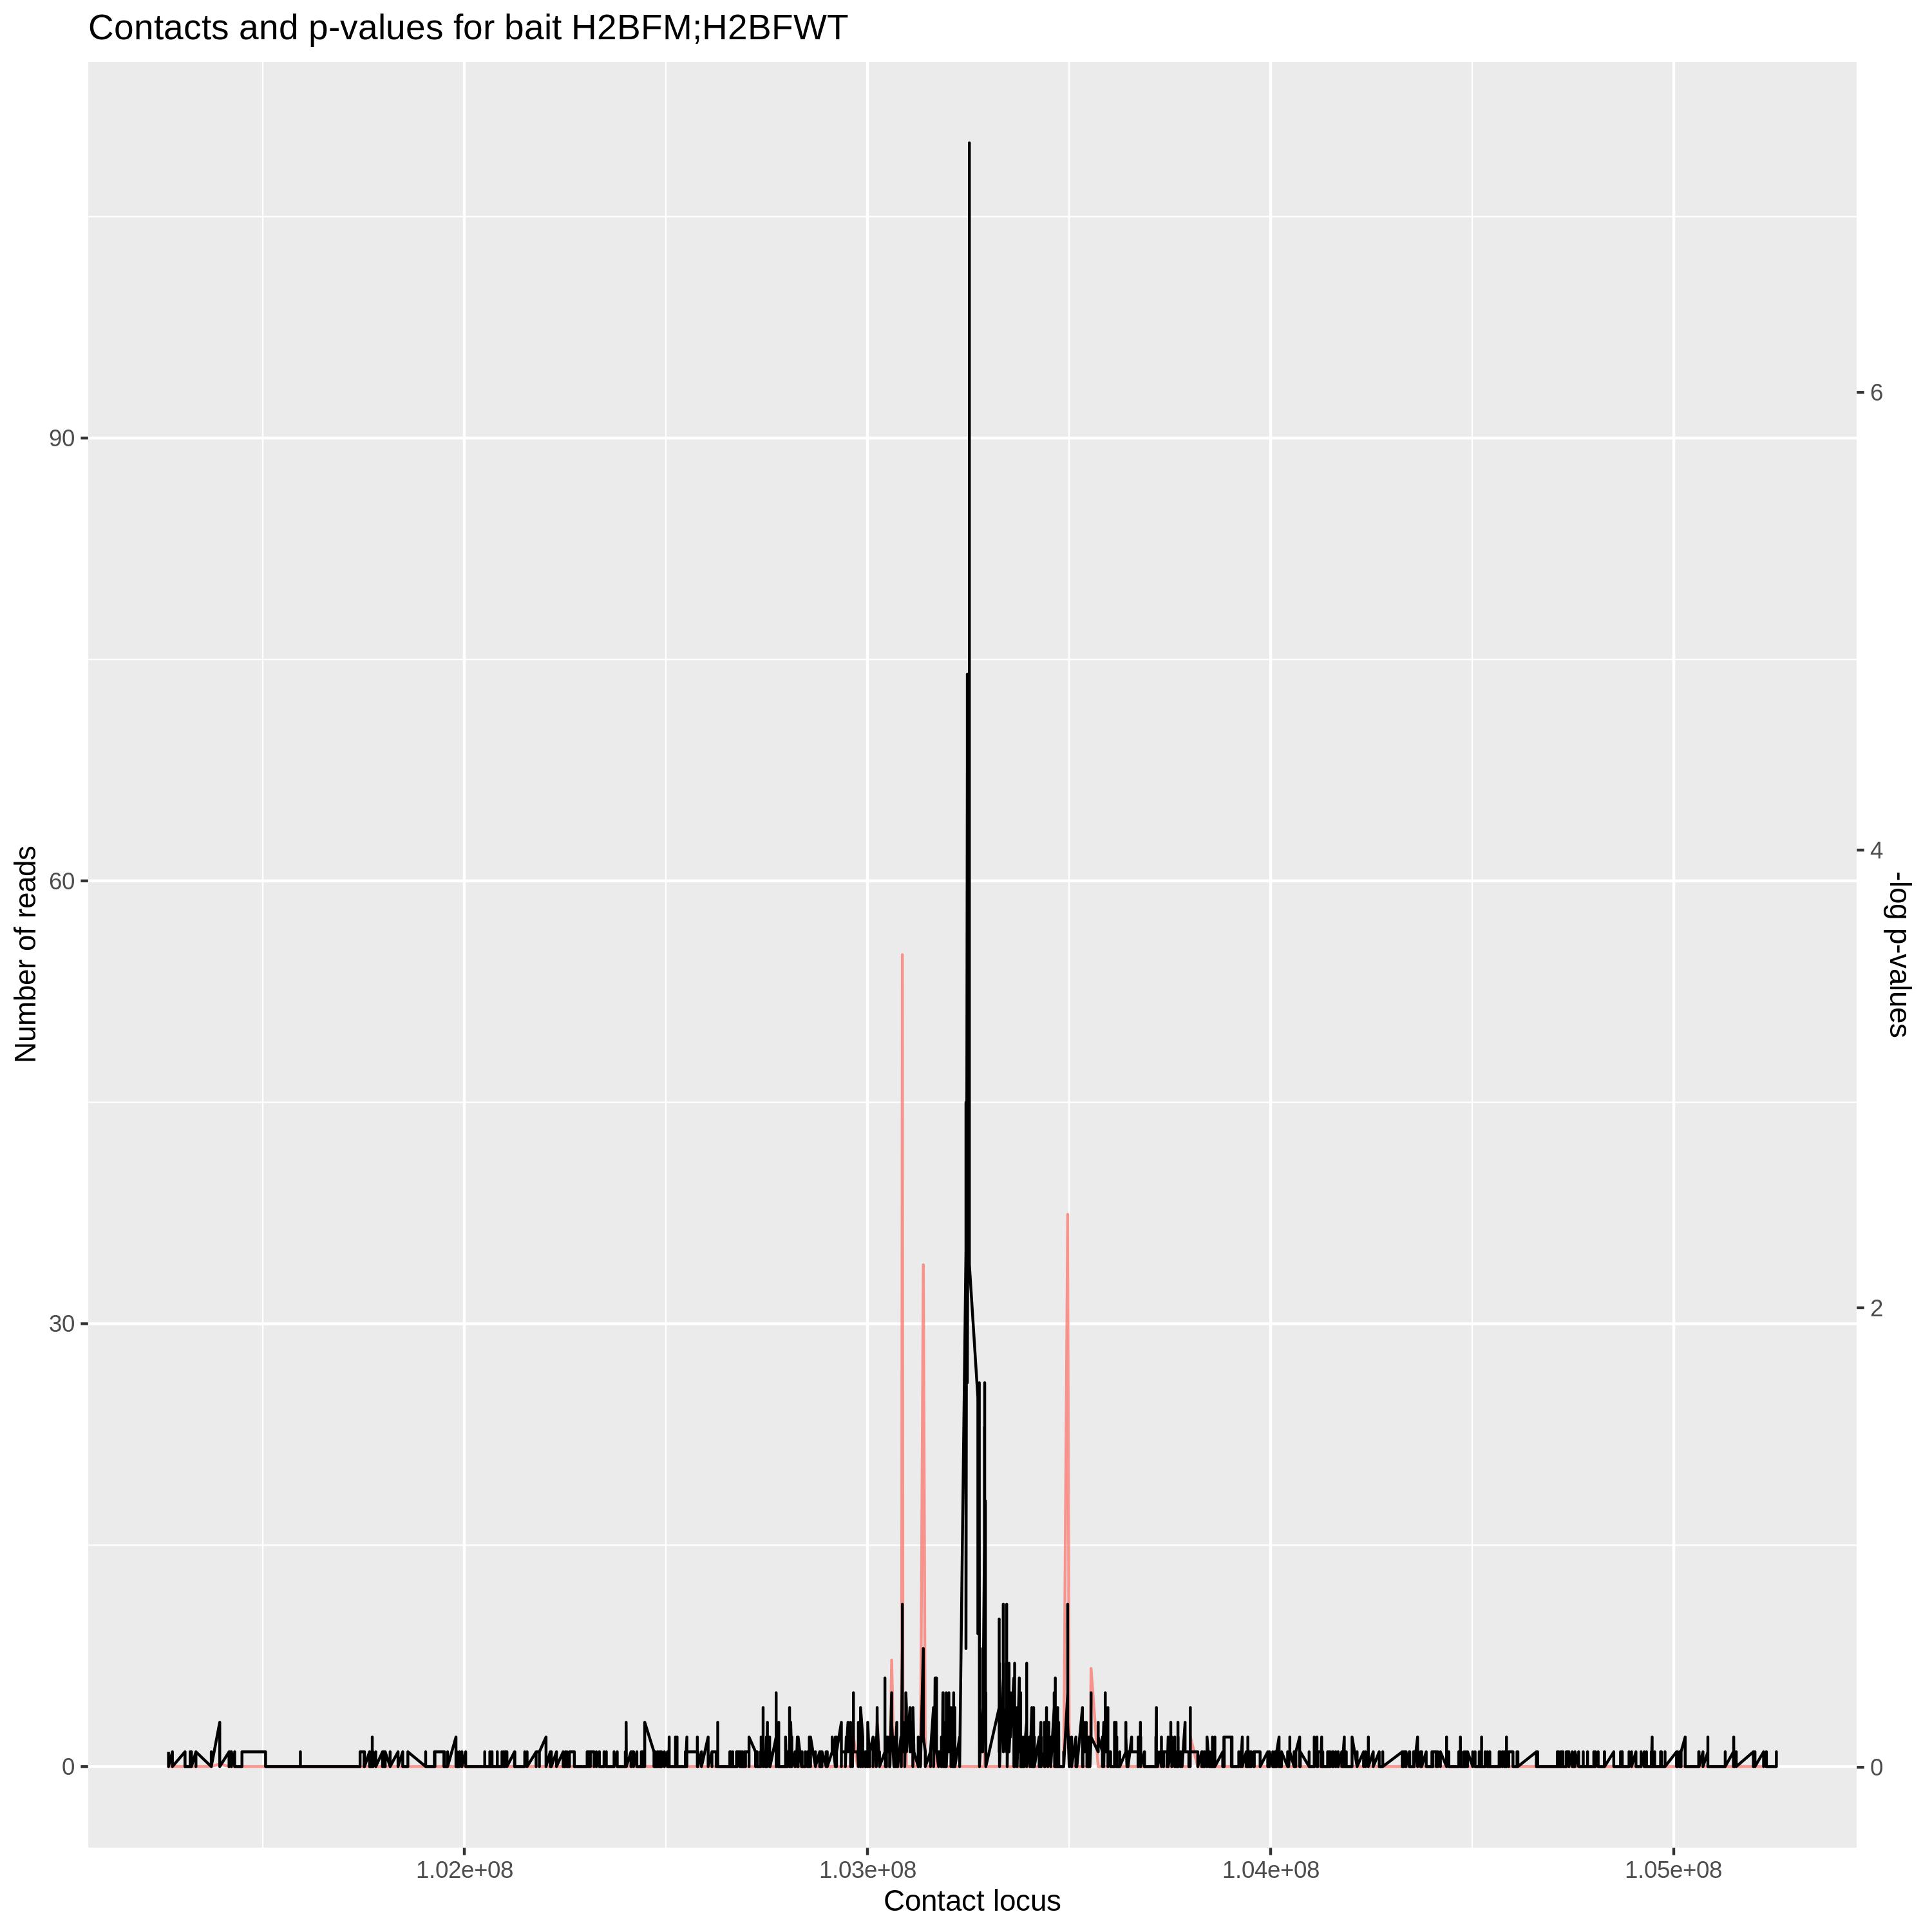 Contacts and p-values for bait H2BFM;H2BFWT
90
60
30
0
Number of reads
6
4
2
0
-log p-values
1.02e+08
1.03e+08
1.04e+08
1.05e+08
Contact locus